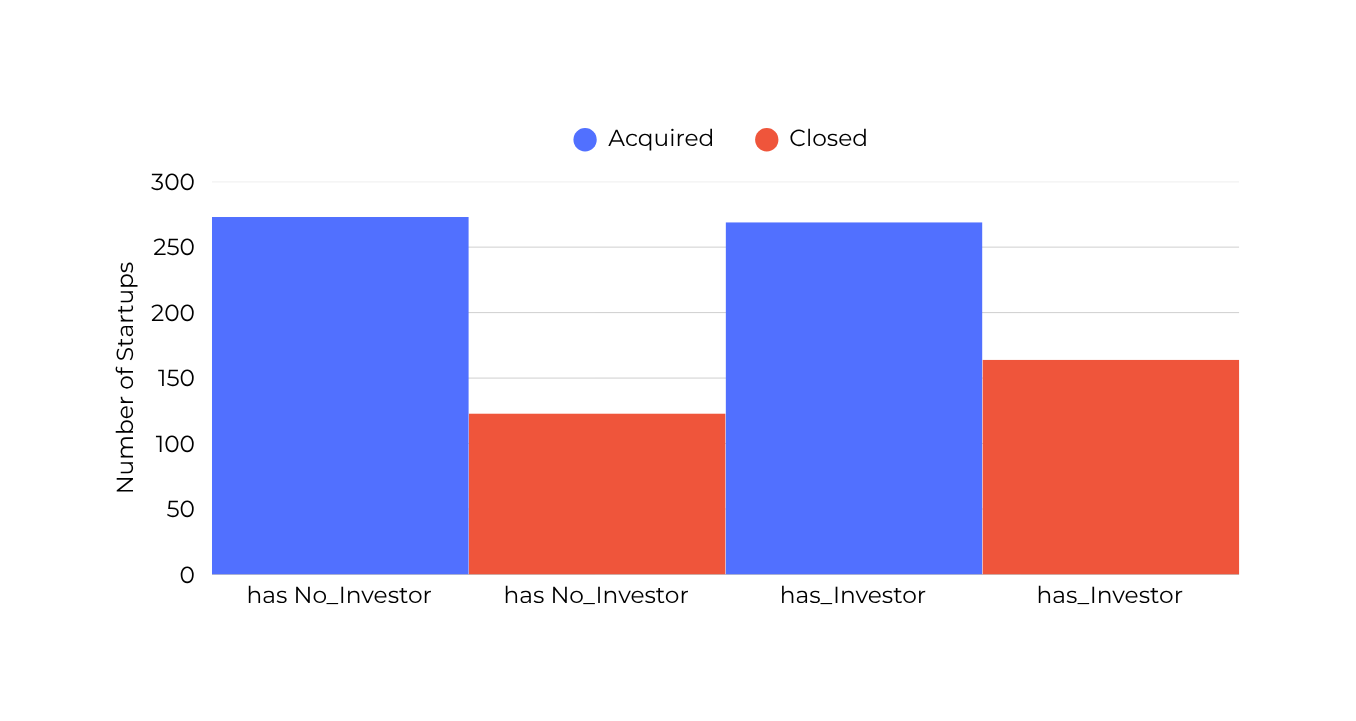 Acquired
Closed
300
250
200
150
100
50
0
Number of Startups
has No_Investor
has No_Investor
has_Investor
has_Investor